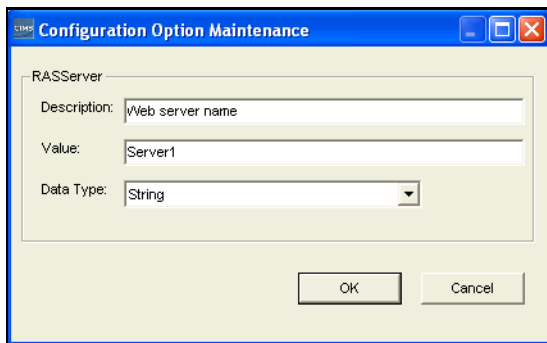 CIMS Configuration Option Maintenance
RASServer
Description: Web server name
Value: Server1
Data Type: String
OK Cancel